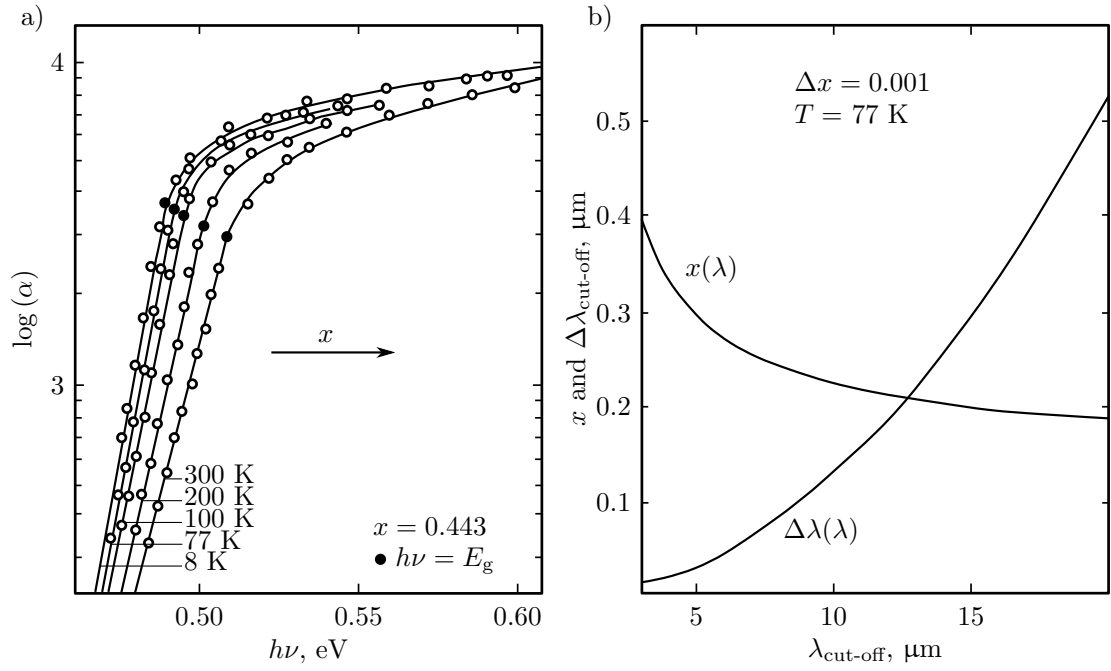 a)
4
3
log (α)
x
300 K
200 K
100 K
77 K
8 K
x = 0.443
● hν = E_g
0.50 0.55 0.60
hν, eV
b)
Δx = 0.001
T = 77 K
0.5
0.4
0.3
0.2
0.1
x and Δλ_cut-off, µm
x(λ)
Δλ(λ)
5 10 15
λ_cut-off, µm